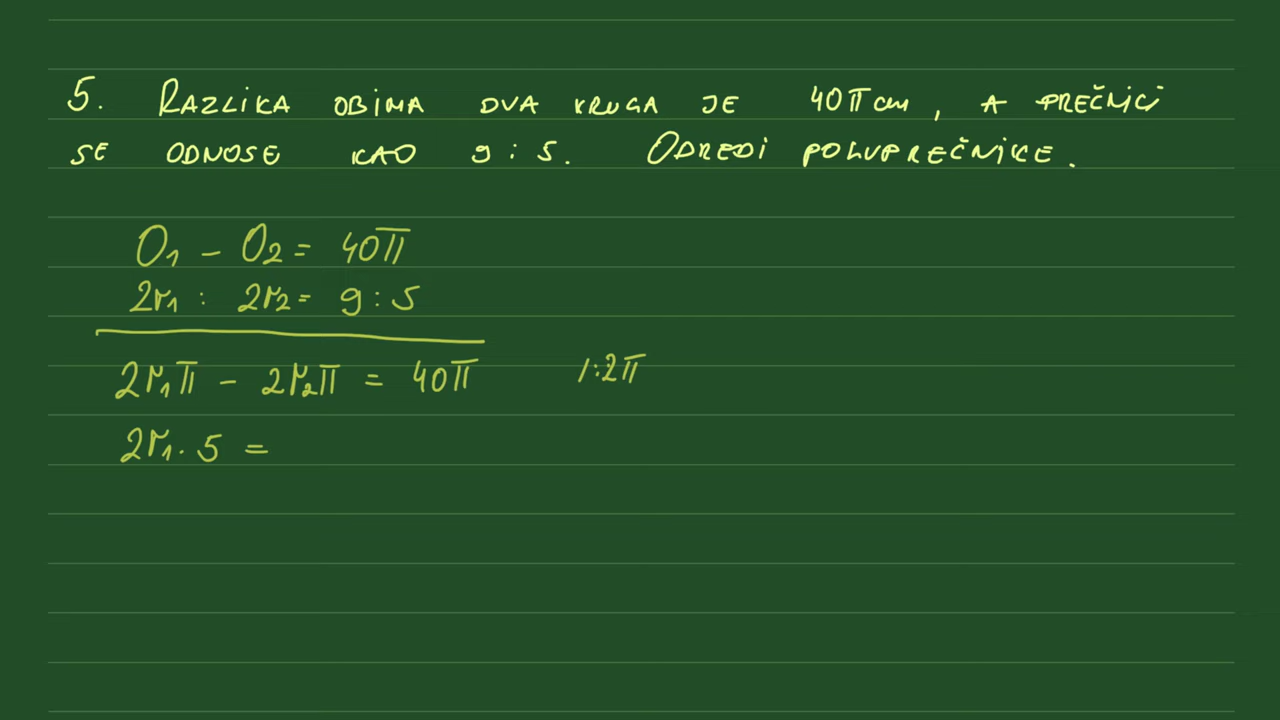 5. RAZLIKA OBIMA DVA KRUGA JE 40π cm, A PREČNICI
SE ODNOSE KAO 9 : 5. ODREDI POLUPREČNIKE.
O₁ - O₂ = 40π
2r₁ : 2r₂ = 9 : 5
2r₁π - 2r₂π = 40π /:2π
2r₁ · 5 =